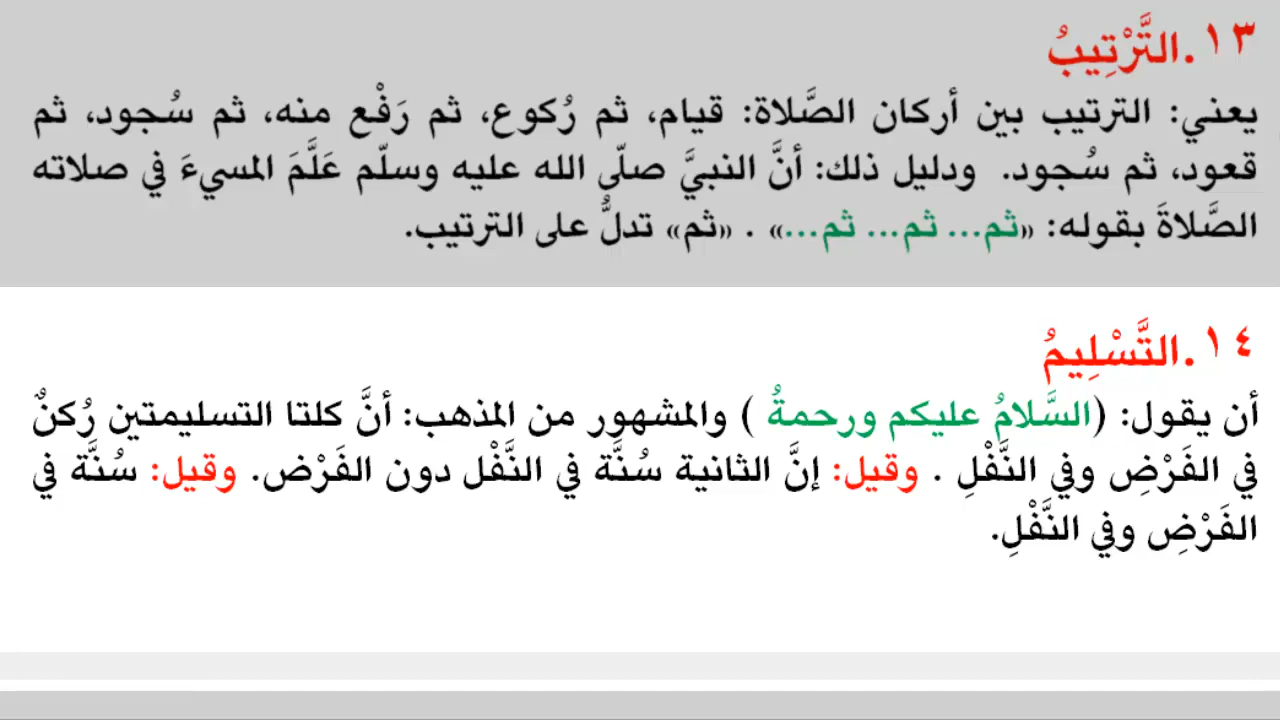 ١٣.التَّرْتِيبُ
يعني: الترتيب بين أركان الصَّلاة: قيام، ثم رُكوع، ثم رَفْع منه، ثم سُجود، ثم
قعود، ثم سُجود. ودليل ذلك: أنَّ النبيَّ صلّى الله عليه وسلّم عَلَّمَ المسيءَ في صلاته
الصَّلاةَ بقوله: «ثم... ثم... ثم...» . «ثم» تدلُّ على الترتيب.
١٤.التَّسْلِيمُ
أن يقول: (السَّلامُ عليكم ورحمةُ ) والمشهور من المذهب: أنَّ كلتا التسليمتين رُكنٌ
في الفَرْضِ وفي النَّفْلِ . وقيل: إنَّ الثانية سُنَّة في النَّفْل دون الفَرْض. وقيل: سُنَّة في
الفَرْضِ وفي النَّفْلِ.